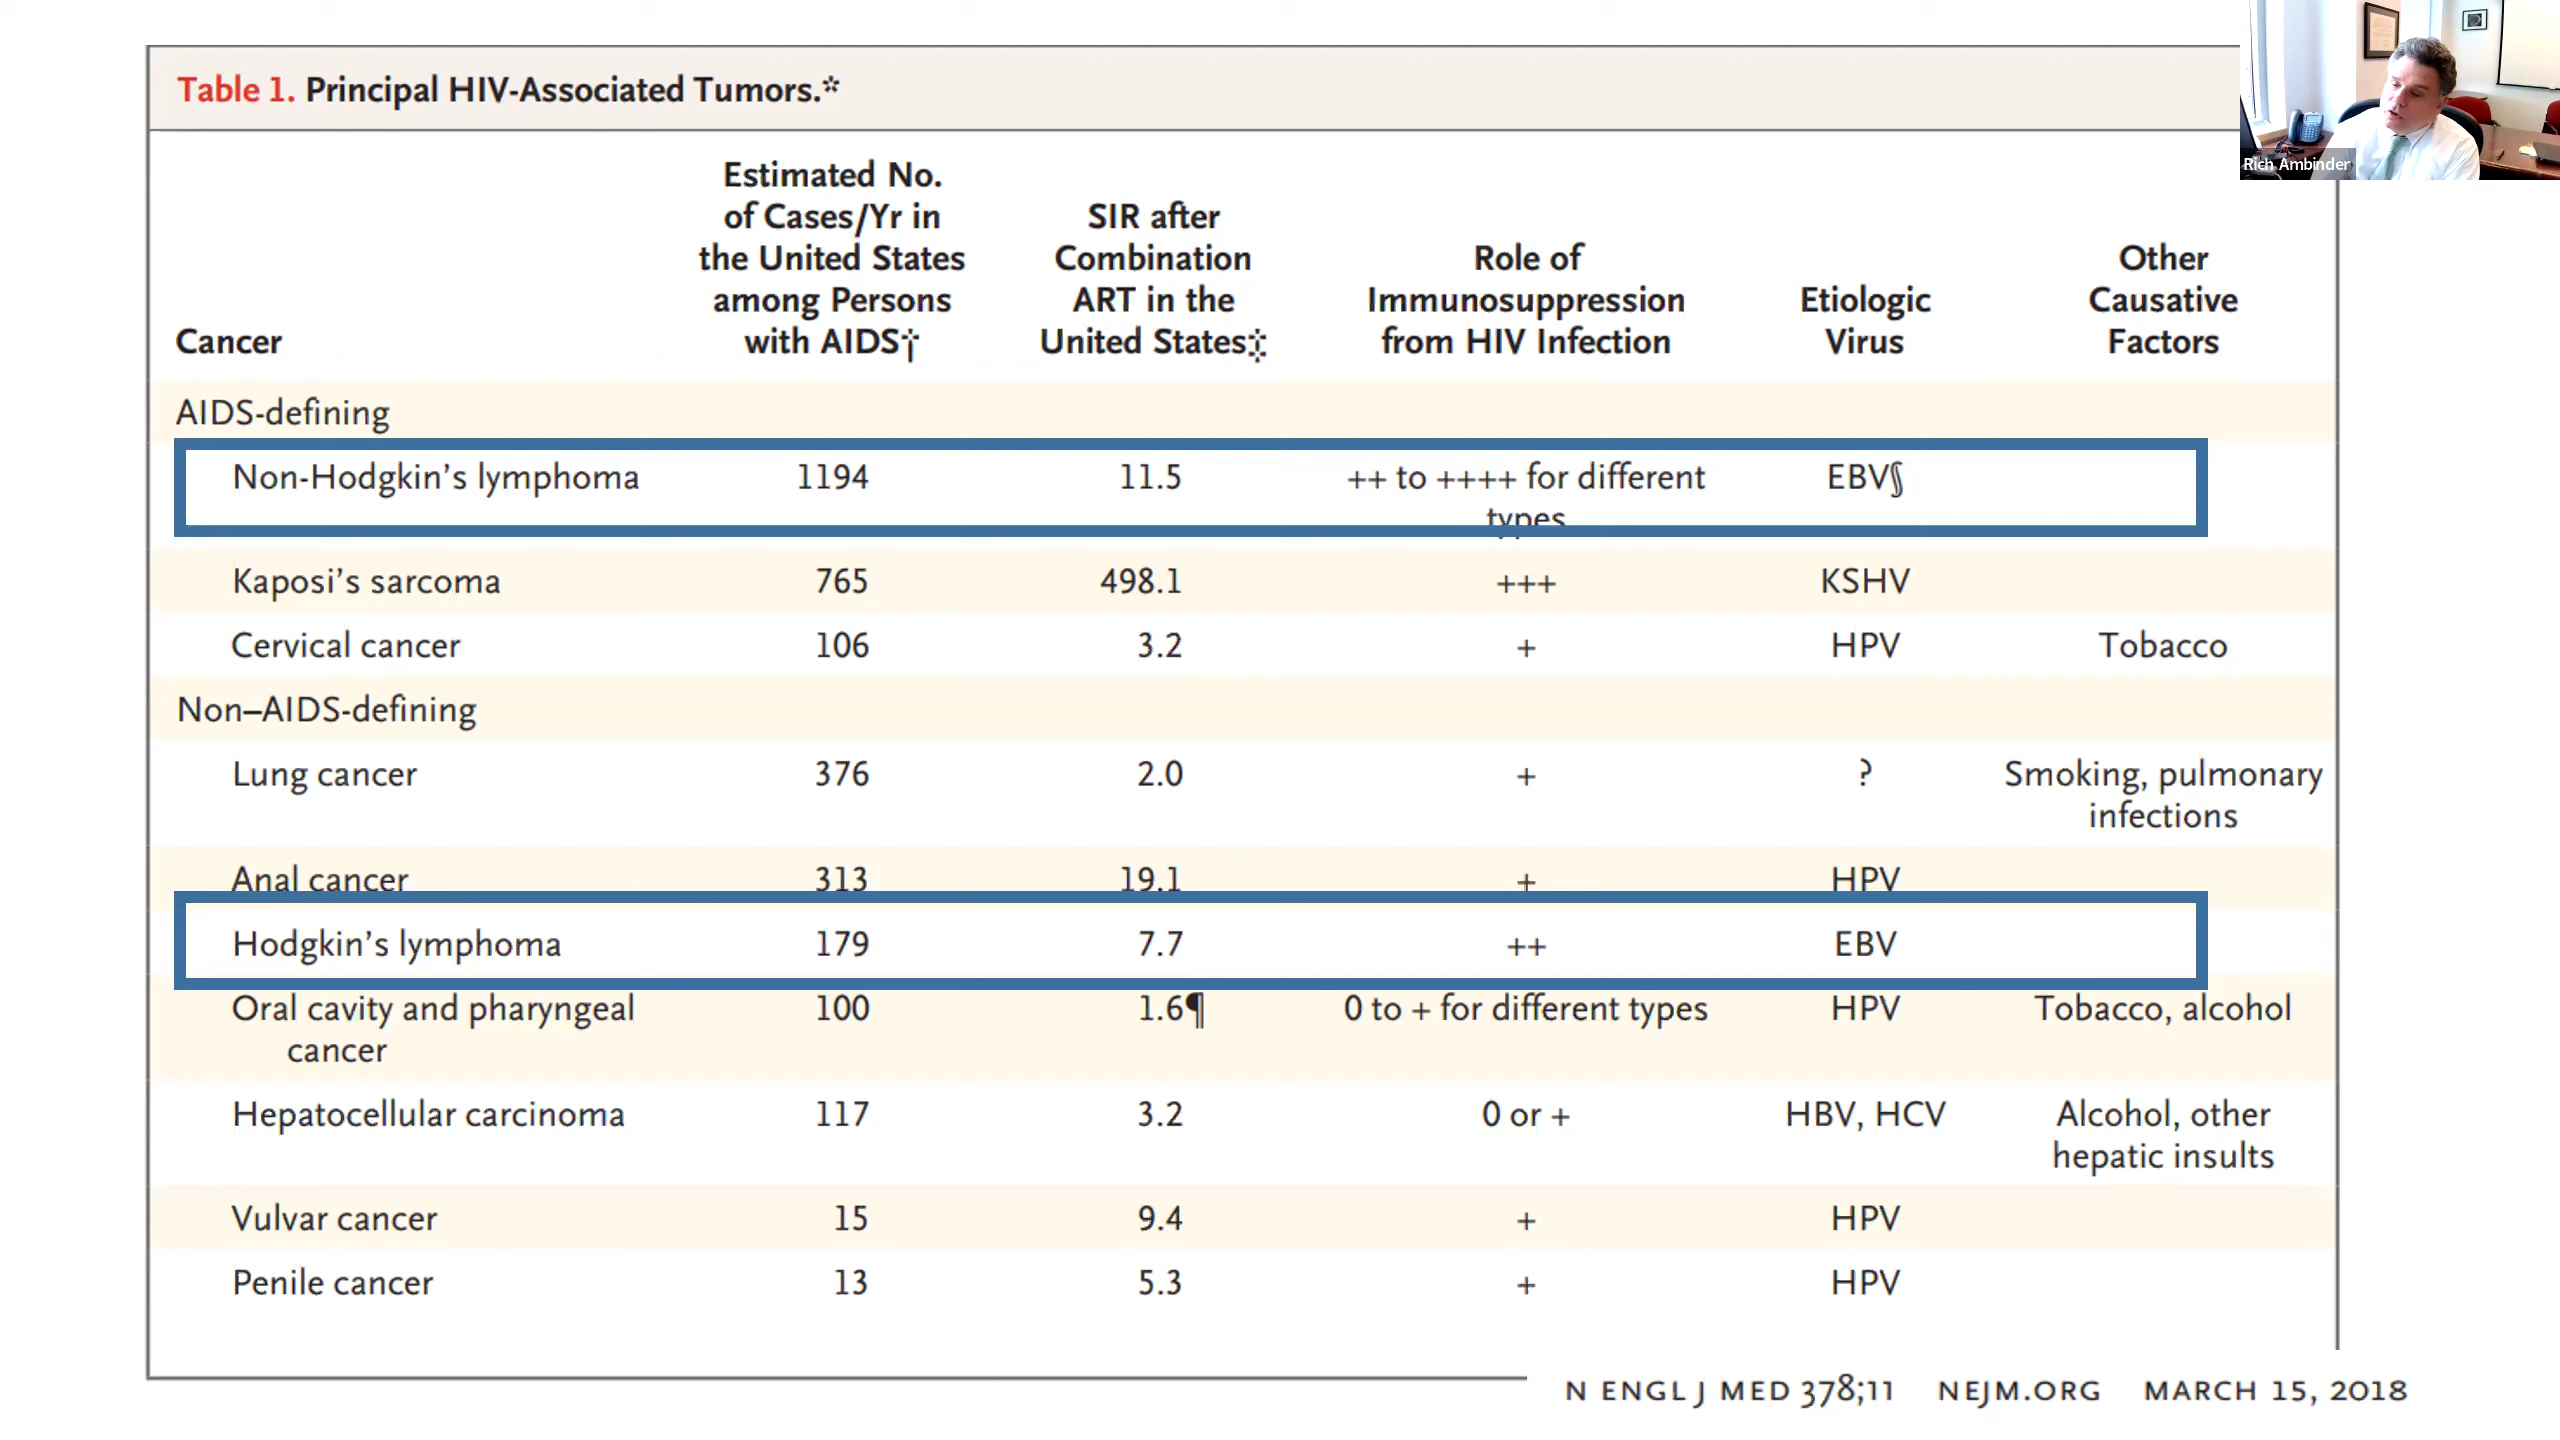 Table 1. Principal HIV-Associated Tumors.*
Rich Ambinder
Cancer
Estimated No.
of Cases/Yr in
the United States
among Persons
with AIDS†
SIR after
Combination
ART in the
United States‡
Role of
Immunosuppression
from HIV Infection
Etiologic
Virus
Other
Causative
Factors
AIDS-defining
Non-Hodgkin's lymphoma 1194 11.5 ++ to ++++ for different EBV§
types
Kaposi's sarcoma 765 498.1 +++ KSHV
Cervical cancer 106 3.2 + HPV Tobacco
Non–AIDS-defining
Lung cancer 376 2.0 + ? Smoking, pulmonary
infections
Anal cancer 313 19.1 + HPV
Hodgkin's lymphoma 179 7.7 ++ EBV
Oral cavity and pharyngeal 100 1.6¶ 0 to + for different types HPV Tobacco, alcohol
cancer
Hepatocellular carcinoma 117 3.2 0 or + HBV, HCV Alcohol, other
hepatic insults
Vulvar cancer 15 9.4 + HPV
Penile cancer 13 5.3 + HPV
N ENGL J MED 378;11 NEJM.ORG MARCH 15, 2018